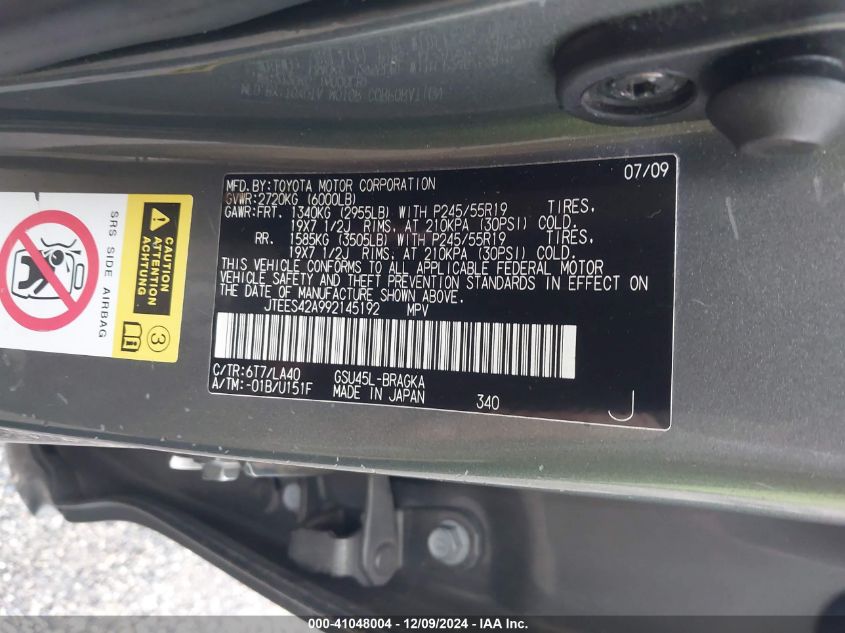 07/09
MFD.BY:TOYOTA MOTOR CORPORATION
GVWR:2720KG (6000LB)
GAWR:FRT. 1340KG (2955LB) WITH P245/55R19 TIRES,
19X7 1/2J RIMS, AT 210KPA (30PSI) COLD.
RR. 1585KG (3505LB) WITH P245/55R19 TIRES,
19X7 1/2J RIMS, AT 210KPA (30PSI) COLD.
THIS VEHICLE CONFORMS TO ALL APPLICABLE FEDERAL MOTOR
VEHICLE SAFETY AND THEFT PREVENTION STANDARDS IN EFFECT ON
THE DATE OF MANUFACTURE SHOWN ABOVE.
JTEES42A992145192 MPV
C/TR:6T7/LA40 GSU45L-BRAGKA
A/TM:-01B/U151F MADE IN JAPAN 340 J
SRS SIDE AIRBAG
CAUTION
ATTENTION
ACHTUNG
3
000-41048004 - 12/09/2024 - IAA Inc.